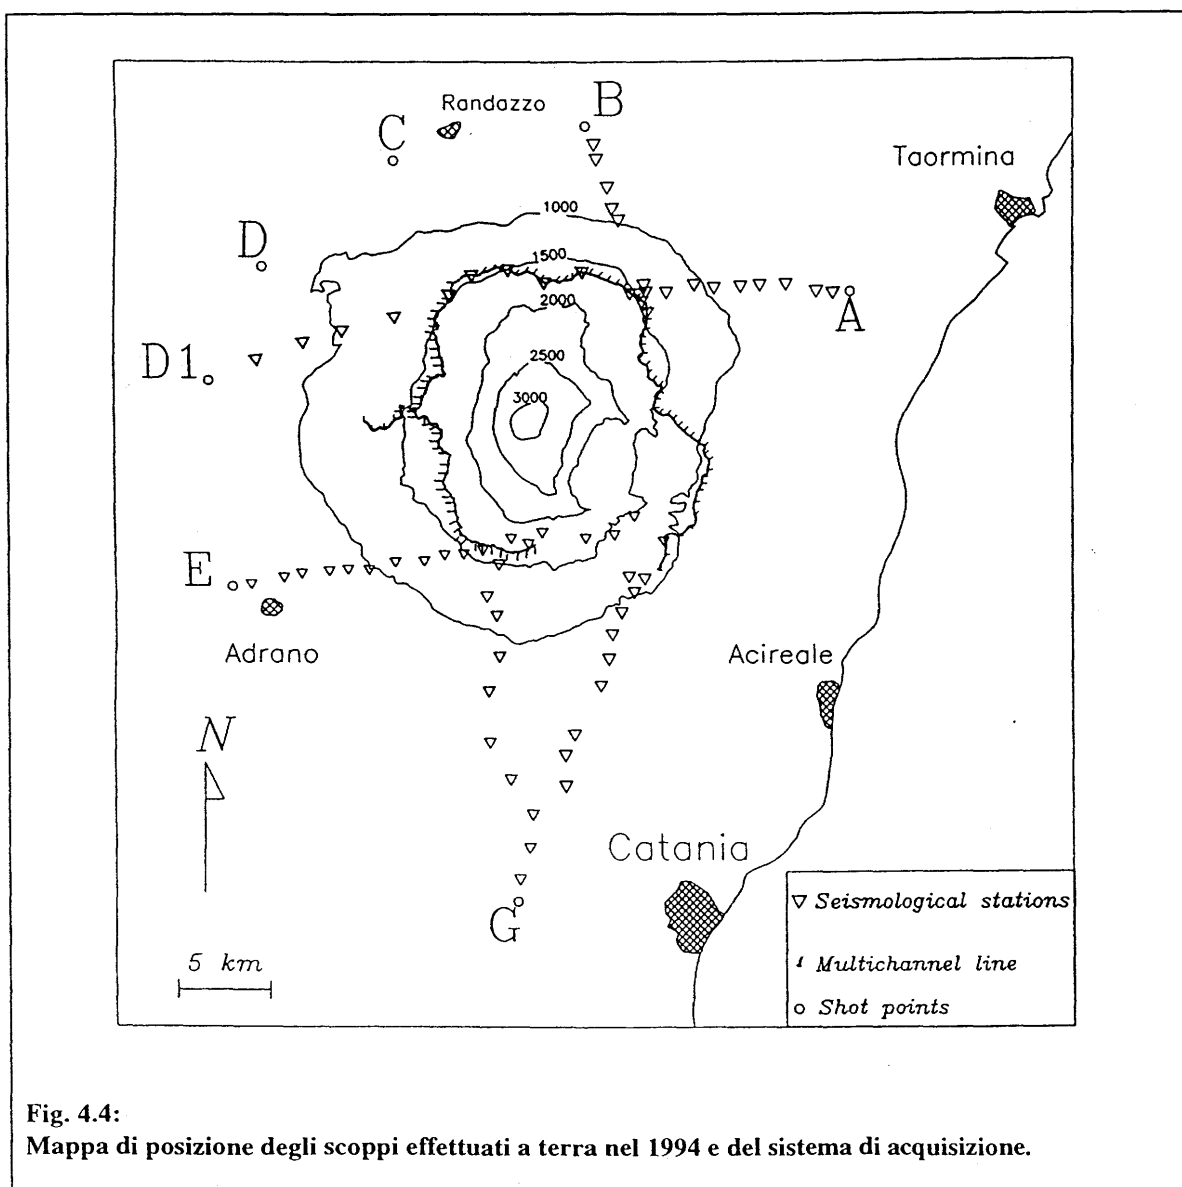 B
Randazzo
C
Taormina
1000
D
1500
2000
A
D1
2500
3000
E
Adrano
Acireale
N
Catania
Seismological stations
G
5 km
Multichannel line
Shot points
Fig. 4.4:
Mappa di posizione degli scoppi effettuati a terra nel 1994 e del sistema di acquisizione.